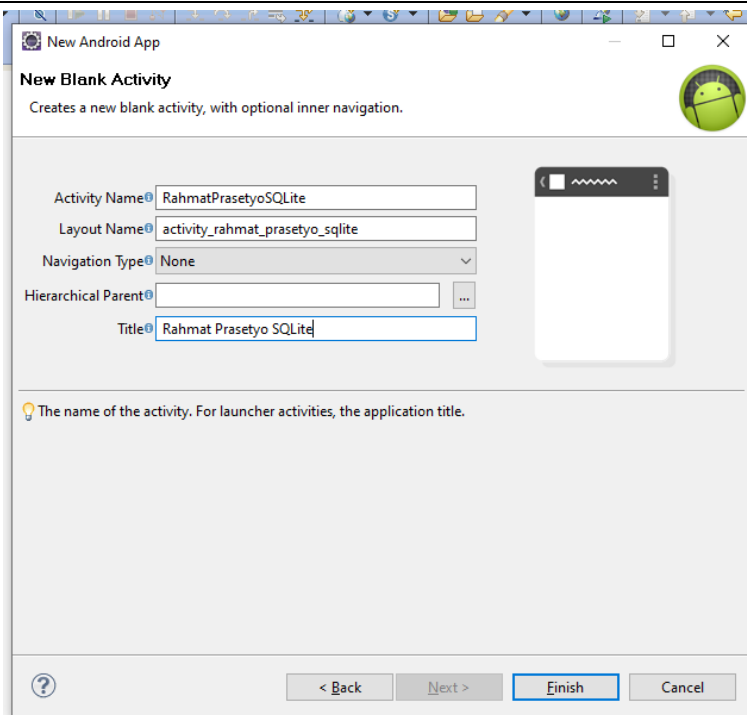 New Android App
New Blank Activity
Creates a new blank activity, with optional inner navigation.
Activity Name RahmatPrasetyoSQLite
Layout Name activity_rahmat_prasetyo_sqlite
Navigation Type None
Hierarchical Parent ...
Title Rahmat Prasetyo SQLite
The name of the activity. For launcher activities, the application title.
? < Back Next > Finish Cancel